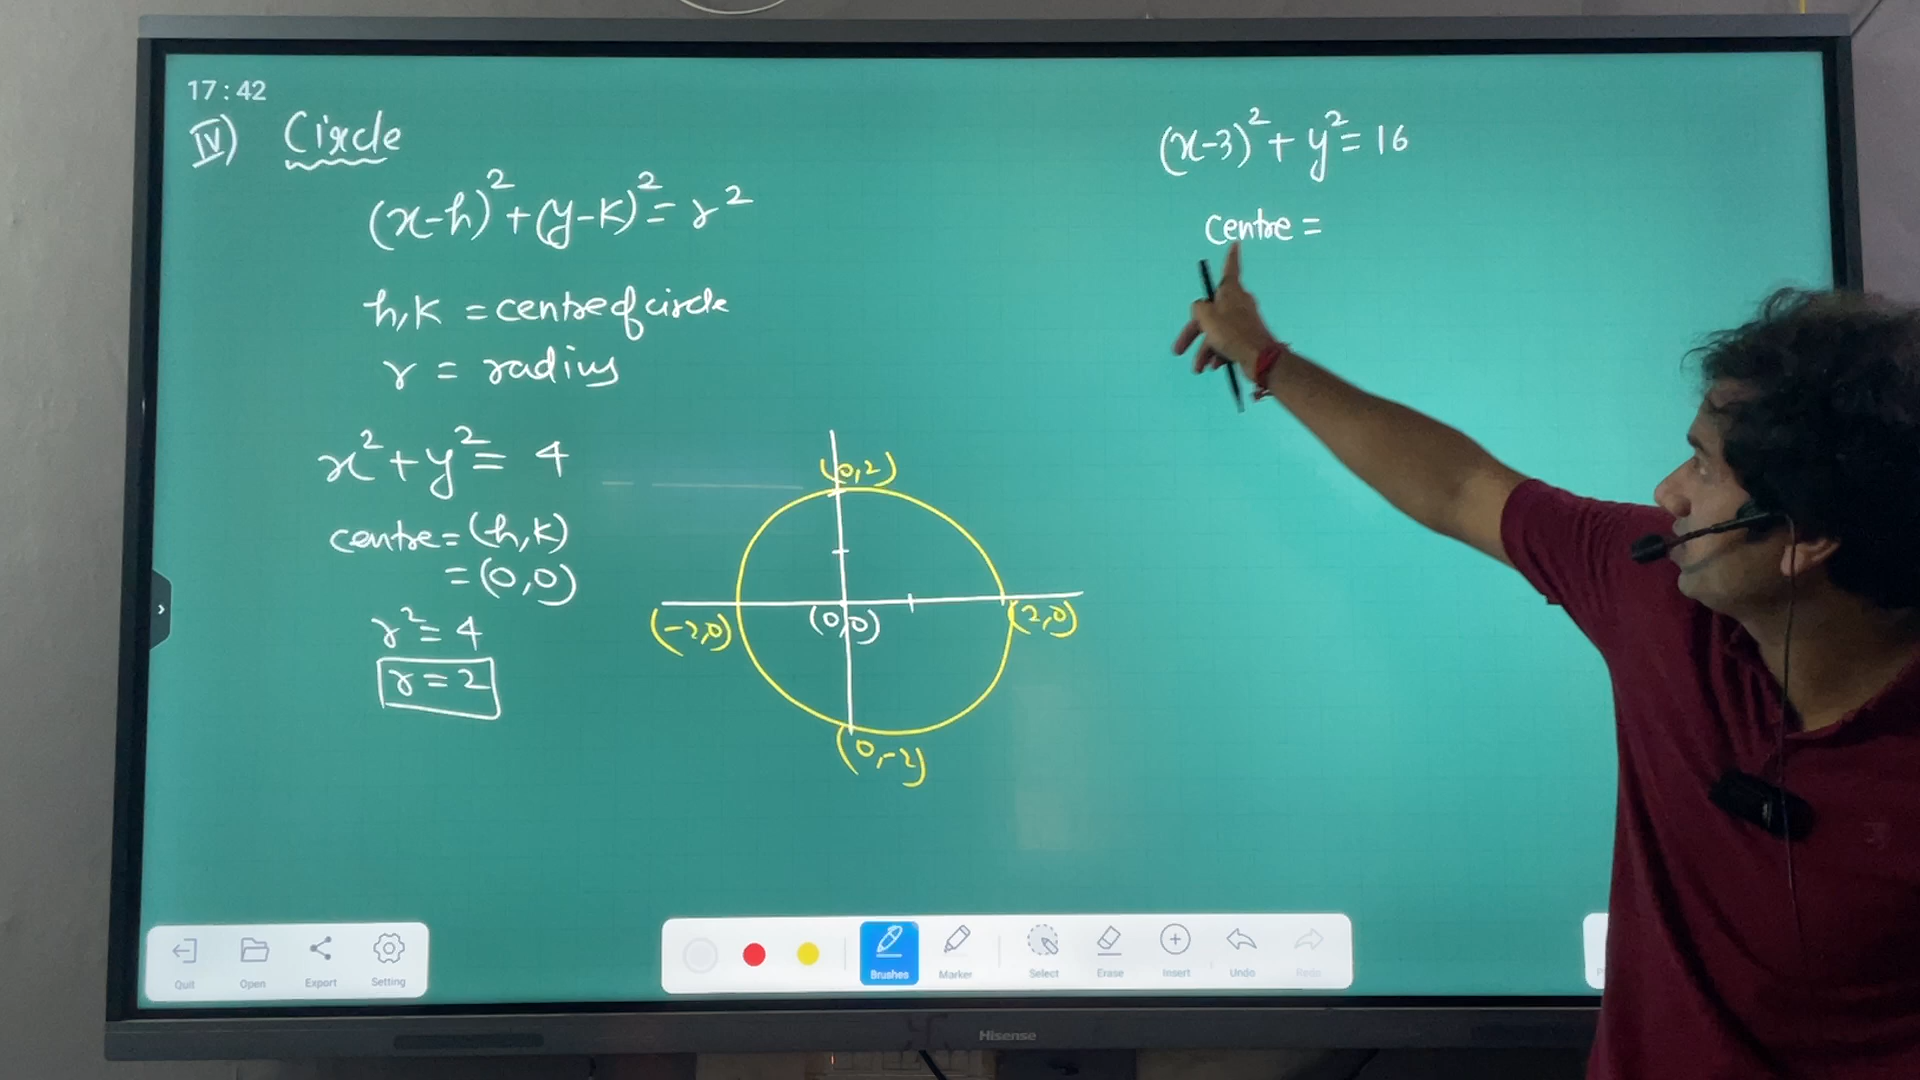 17:42
IV) Circle
(x-h)² + (y-k)² = r²
h,k = centre of circle
r = radius
x² + y² = 4
centre = (h,k)
= (0,0)
r² = 4
r = 2
(0,2)
(-2,0)
(0,0)
(2,0)
(0,-2)
(x-3)² + y² = 16
centre =
Quit Open Export Setting
Brushes Marker Select Erase Insert Undo Redo
Hisense